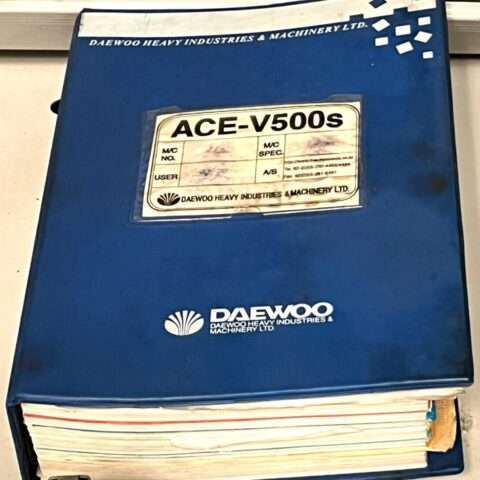 DAEWOO HEAVY INDUSTRIES & MACHINERY LTD.
ACE-V500s
M/C NO.
M/C SPEC.
USER
A/S
DAEWOO HEAVY INDUSTRIES & MACHINERY LTD.
DAEWOO
DAEWOO HEAVY INDUSTRIES &
MACHINERY LTD.